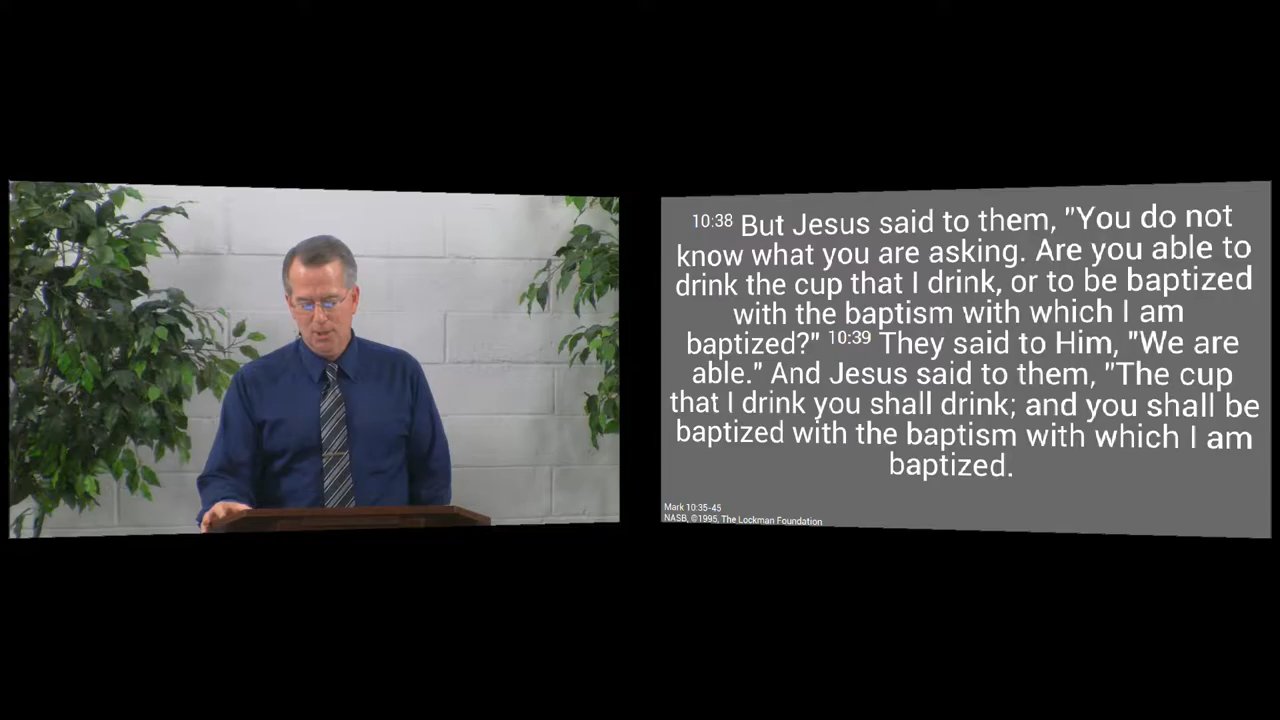 10:38 But Jesus said to them, "You do not
know what you are asking. Are you able to
drink the cup that I drink, or to be baptized
with the baptism with which I am
baptized?" 10:39 They said to Him, "We are
able." And Jesus said to them, "The cup
that I drink you shall drink; and you shall be
baptized with the baptism with which I am
baptized.
Mark 10:35-45
NASB, ©1995, The Lockman Foundation